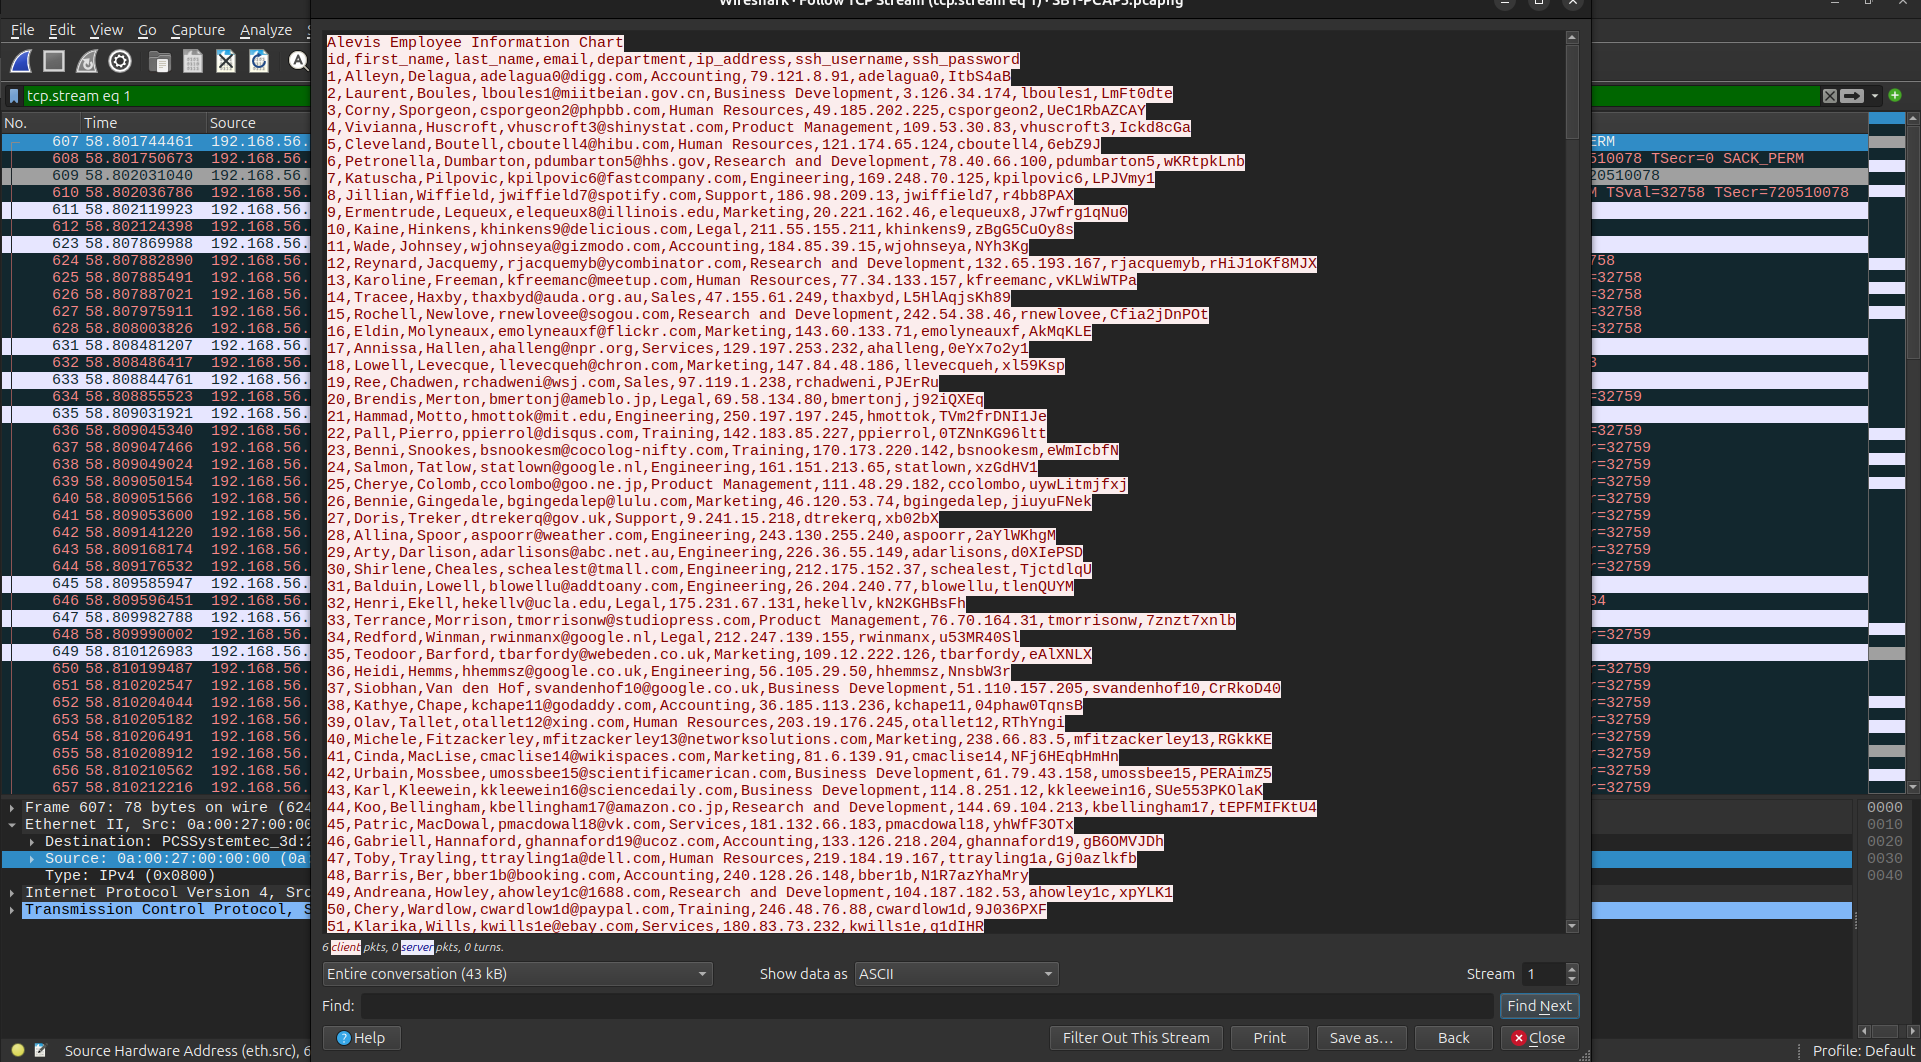 Wireshark · Follow TCP Stream (tcp.stream eq 1) · SBT-PCAP3.pcapng
File Edit View Go Capture Analyze
tcp.stream eq 1
No. Time Source
607 58.801744461 192.168.56.
608 58.801750673 192.168.56.
609 58.802031040 192.168.56.
610 58.802036786 192.168.56.
611 58.802119923 192.168.56.
612 58.802124398 192.168.56.
623 58.807869988 192.168.56.
624 58.807882890 192.168.56.
625 58.807885491 192.168.56.
626 58.807887021 192.168.56.
627 58.807975911 192.168.56.
628 58.808003826 192.168.56.
631 58.808481207 192.168.56.
632 58.808486417 192.168.56.
633 58.808844761 192.168.56.
634 58.808855523 192.168.56.
635 58.809031921 192.168.56.
636 58.809045340 192.168.56.
637 58.809047466 192.168.56.
638 58.809049024 192.168.56.
639 58.809050154 192.168.56.
640 58.809051566 192.168.56.
641 58.809053600 192.168.56.
642 58.809141220 192.168.56.
643 58.809168174 192.168.56.
644 58.809176532 192.168.56.
645 58.809585947 192.168.56.
646 58.809596451 192.168.56.
647 58.809982788 192.168.56.
648 58.809990002 192.168.56.
649 58.810126983 192.168.56.
650 58.810199487 192.168.56.
651 58.810202547 192.168.56.
652 58.810204044 192.168.56.
653 58.810205182 192.168.56.
654 58.810206491 192.168.56.
655 58.810208912 192.168.56.
656 58.810210562 192.168.56.
657 58.810212216 192.168.56.
Frame 607: 78 bytes on wire (624
Ethernet II, Src: 0a:00:27:00:00
Destination: PCSSystemtec_3d:2
Source: 0a:00:27:00:00:00 (0a
Type: IPv4 (0x0800)
Internet Protocol Version 4, Src
Transmission Control Protocol, S
Source Hardware Address (eth.src), 6
Alevis Employee Information Chart
id,first_name,last_name,email,department,ip_address,ssh_username,ssh_password
1,Alleyn,Delagua,adelagua0@digg.com,Accounting,79.121.8.91,adelagua0,ItbS4aB
2,Laurent,Boules,lboules1@miitbeian.gov.cn,Business Development,3.126.34.174,lboules1,LmFt0dte
3,Corny,Sporgeon,csporgeon2@phpbb.com,Human Resources,49.185.202.225,csporgeon2,UeC1RbAZCAY
4,Vivianna,Huscroft,vhuscroft3@shinystat.com,Product Management,109.53.30.83,vhuscroft3,Ickd8cGa
5,Cleveland,Boutell,cboutell4@hibu.com,Human Resources,121.174.65.124,cboutell4,6ebZ9J
6,Petronella,Dumbarton,pdumbarton5@hhs.gov,Research and Development,78.40.66.100,pdumbarton5,wKRtpkLnb
7,Katuscha,Pilpovic,kpilpovic6@fastcompany.com,Engineering,169.248.70.125,kpilpovic6,LPJVmy1
8,Jillian,Wiffield,jwiffield7@spotify.com,Support,186.98.209.13,jwiffield7,r4bb8PAX
9,Ermentrude,Lequeux,elequeux8@illinois.edu,Marketing,20.221.162.46,elequeux8,J7wfrg1qNu0
10,Kaine,Hinkens,khinkens9@delicious.com,Legal,211.55.155.211,khinkens9,zBgG5CuOy8s
11,Wade,Johnsey,wjohnseya@gizmodo.com,Accounting,184.85.39.15,wjohnseya,NYh3Kg
12,Reynard,Jacquemy,rjacquemyb@ycombinator.com,Research and Development,132.65.193.167,rjacquemyb,rHiJ1oKf8MJX
13,Karoline,Freeman,kfreemanc@meetup.com,Human Resources,77.34.133.157,kfreemanc,vKLWiWTPa
14,Tracee,Haxby,thaxbyd@auda.org.au,Sales,47.155.61.249,thaxbyd,L5HlAqjsKh89
15,Rochell,Newlove,rnewlovee@sogou.com,Research and Development,242.54.38.46,rnewlovee,Cfia2jDnPOt
16,Eldin,Molyneaux,emolyneauxf@flickr.com,Marketing,143.60.133.71,emolyneauxf,AkMqKLE
17,Annissa,Hallen,ahalleng@npr.org,Services,129.197.253.232,ahalleng,0eYx7o2y1
18,Lowell,Levecque,llevecqueh@chron.com,Marketing,147.84.48.186,llevecqueh,xl59Ksp
19,Ree,Chadwen,rchadweni@wsj.com,Sales,97.119.1.238,rchadweni,PJErRu
20,Brendis,Merton,bmertonj@ameblo.jp,Legal,69.58.134.80,bmertonj,j92iQXEq
21,Hammad,Motto,hmottok@mit.edu,Engineering,250.197.197.245,hmottok,TVm2frDNI1Je
22,Pall,Pierro,ppierrol@disqus.com,Training,142.183.85.227,ppierrol,0TZNnKG96ltt
23,Benni,Snookes,bsnookesm@cocolog-nifty.com,Training,170.173.220.142,bsnookesm,eWmIcbfN
24,Salmon,Tatlow,statlown@google.nl,Engineering,161.151.213.65,statlown,xzGdHV1
25,Cherye,Colomb,ccolombo@goo.ne.jp,Product Management,111.48.29.182,ccolombo,uywLitmjfxj
26,Bennie,Gingedale,bgingedalep@lulu.com,Marketing,46.120.53.74,bgingedalep,jiuyuFNek
27,Doris,Treker,dtrekerq@gov.uk,Support,9.241.15.218,dtrekerq,xb02bX
28,Allina,Spoor,aspoorr@weather.com,Engineering,243.130.255.240,aspoorr,2aYlWKhgM
29,Arty,Darlison,adarlisons@abc.net.au,Engineering,226.36.55.149,adarlisons,d0XIePSD
30,Shirlene,Cheales,schealest@tmall.com,Engineering,212.175.152.37,schealest,TjctdlqU
31,Balduin,Lowell,blowellu@addtoany.com,Engineering,26.204.240.77,blowellu,tlenQUYM
32,Henri,Ekell,hekellv@ucla.edu,Legal,175.231.67.131,hekellv,kN2KGHBsFh
33,Terrance,Morrison,tmorrisonw@studiopress.com,Product Management,76.70.164.31,tmorrisonw,7znzt7xnlb
34,Redford,Winman,rwinmanx@google.nl,Legal,212.247.139.155,rwinmanx,u53MR40Sl
35,Teodoor,Barford,tbarfordy@webeden.co.uk,Marketing,109.12.222.126,tbarfordy,eAlXNLX
36,Heidi,Hemms,hhemmsz@google.co.uk,Engineering,56.105.29.50,hhemmsz,NnsbW3r
37,Siobhan,Van den Hof,svandenhof10@google.co.uk,Business Development,51.110.157.205,svandenhof10,CrRkoD40
38,Kathye,Chape,kchape11@godaddy.com,Accounting,36.185.113.236,kchape11,04phaw0TqnsB
39,Olav,Tallet,otallet12@xing.com,Human Resources,203.19.176.245,otallet12,RThYngi
40,Michele,Fitzackerley,mfitzackerley13@networksolutions.com,Marketing,238.66.83.5,mfitzackerley13,RGkkKE
41,Cinda,MacLise,cmaclise14@wikispaces.com,Marketing,81.6.139.91,cmaclise14,NFj6HEqbHmHn
42,Urbain,Mossbee,umossbee15@scientificamerican.com,Business Development,61.79.43.158,umossbee15,PERAimZ5
43,Karl,Kleewein,kkleewein16@sciencedaily.com,Business Development,114.8.251.12,kkleewein16,SUe553PKOlaK
44,Koo,Bellingham,kbellingham17@amazon.co.jp,Research and Development,144.69.104.213,kbellingham17,tEPFMIFKtU4
45,Patric,MacDowal,pmacdowal18@vk.com,Services,181.132.66.183,pmacdowal18,yhWfF3OTx
46,Gabriell,Hannaford,ghannaford19@ucoz.com,Accounting,133.126.218.204,ghannaford19,gB6OMVJDh
47,Toby,Trayling,ttrayling1a@dell.com,Human Resources,219.184.19.167,ttrayling1a,Gj0azlkfb
48,Barris,Ber,bber1b@booking.com,Accounting,240.128.26.148,bber1b,N1R7azYhaMry
49,Andreana,Howley,ahowley1c@1688.com,Research and Development,104.187.182.53,ahowley1c,xpYLK1
50,Chery,Wardlow,cwardlow1d@paypal.com,Training,246.48.76.88,cwardlow1d,9J036PXF
51,Klarika,Wills,kwills1e@ebay.com,Services,180.83.73.232,kwills1e,q1dIHR
6 client pkts, 0 server pkts, 0 turns.
Entire conversation (43 kB) Show data as ASCII Stream 1
Find: Find Next
Help Filter Out This Stream Print Save as… Back Close
ERM
510078 TSecr=0 SACK_PERM
20510078
M TSval=32758 TSecr=720510078
758
=32758
=32758
=32758
=32758
=32759
=32759
r=32759
r=32759
r=32759
r=32759
r=32759
r=32759
r=32759
r=32759
34
r=32759
r=32759
r=32759
r=32759
r=32759
r=32759
r=32759
r=32759
r=32759
0000
0010
0020
0030
0040
Profile: Default